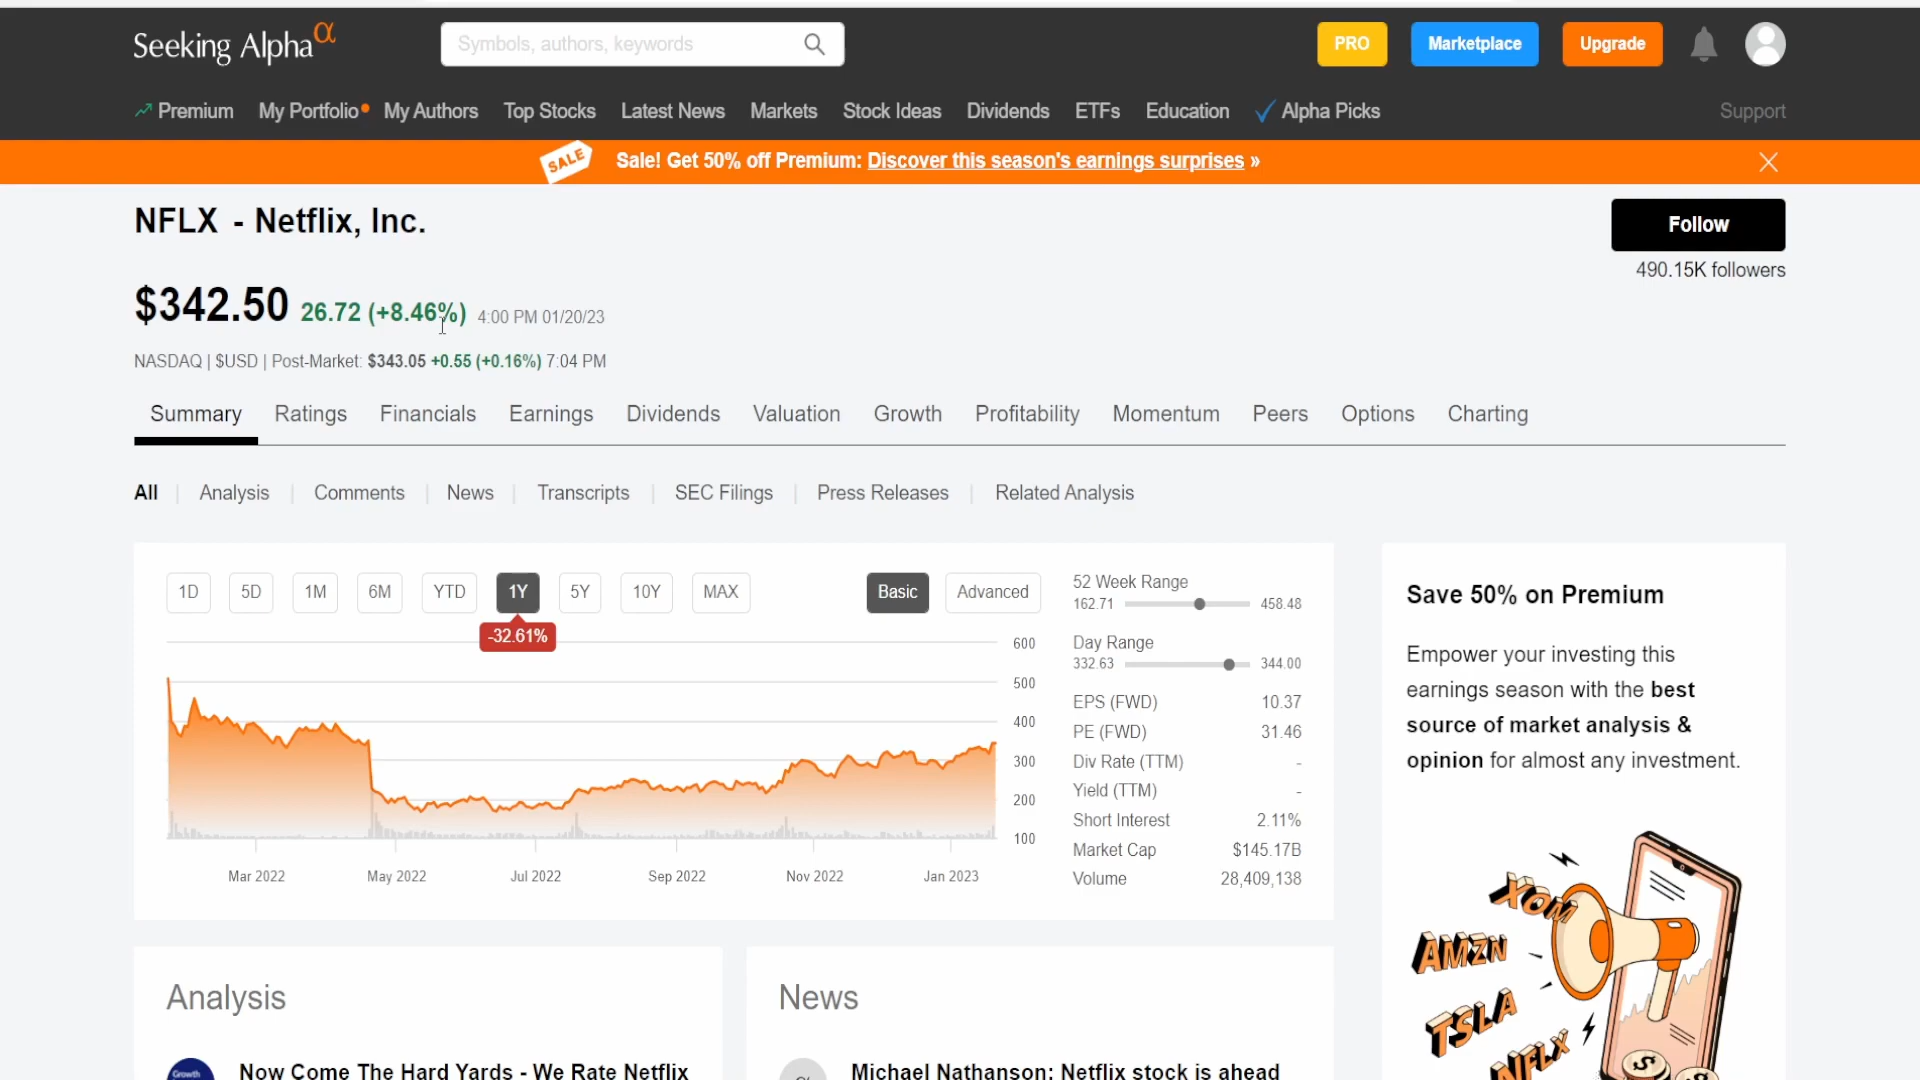 Seeking Alpha α
Symbols, authors, keywords
PRO
Marketplace
Upgrade
Premium My Portfolio My Authors Top Stocks Latest News Markets Stock Ideas Dividends ETFs Education Alpha Picks Support
SALE Sale! Get 50% off Premium: Discover this season's earnings surprises »
NFLX - Netflix, Inc.
Follow
490.15K followers
$342.50 26.72 (+8.46%) 4:00 PM 01/20/23
NASDAQ | $USD | Post-Market: $343.05 +0.55 (+0.16%) 7:04 PM
Summary Ratings Financials Earnings Dividends Valuation Growth Profitability Momentum Peers Options Charting
All | Analysis | Comments | News | Transcripts | SEC Filings | Press Releases | Related Analysis
1D 5D 1M 6M YTD 1Y 5Y 10Y MAX Basic Advanced
-32.61%
600
500
400
300
200
100
Mar 2022 May 2022 Jul 2022 Sep 2022 Nov 2022 Jan 2023
52 Week Range
162.71 458.48
Day Range
332.63 344.00
EPS (FWD) 10.37
PE (FWD) 31.46
Div Rate (TTM) -
Yield (TTM) -
Short Interest 2.11%
Market Cap $145.17B
Volume 28,409,138
Save 50% on Premium
Empower your investing this
earnings season with the best
source of market analysis &
opinion for almost any investment.
XOM
AMZN
TSLA
NFLX
$
Analysis
Growth
Now Come The Hard Yards - We Rate Netflix
News
Michael Nathanson: Netflix stock is ahead